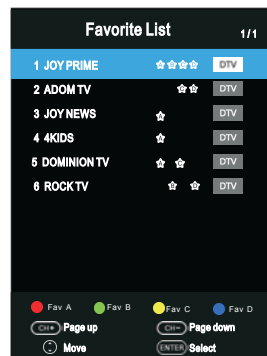 Favorite List 1/1
1 JOY PRIME DTV
2 ADOM TV DTV
3 JOY NEWS DTV
4 4KIDS DTV
5 DOMINION TV DTV
6 ROCK TV DTV
Fav A Fav B Fav C Fav D
CH+ Page up CH- Page down
Move ENTER Select